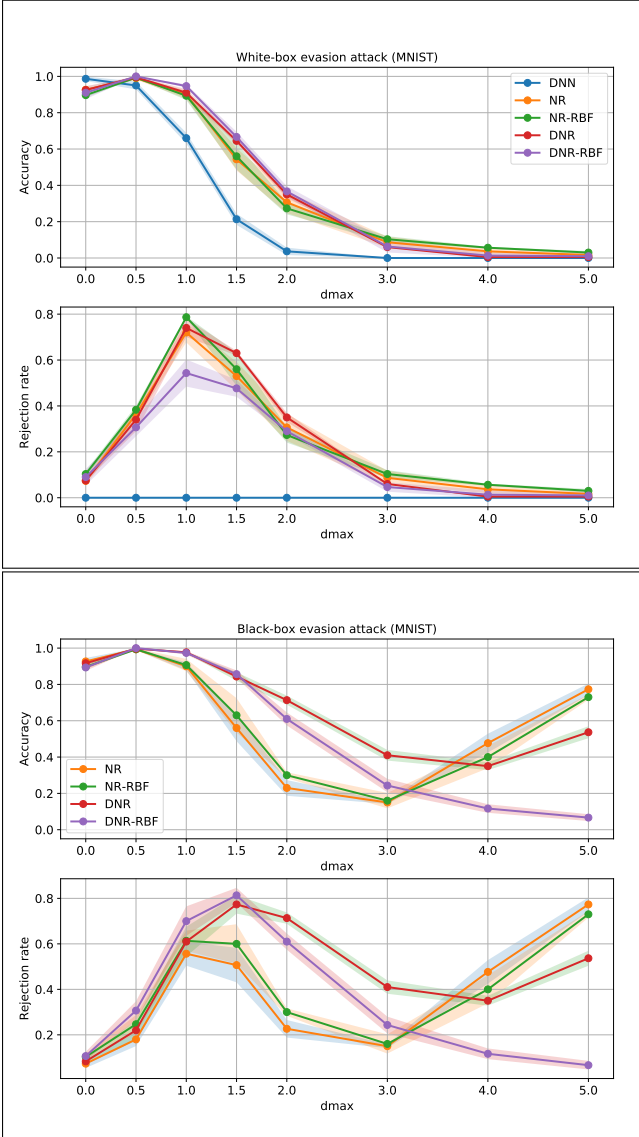 White-box evasion attack (MNIST)
Accuracy
1.0
0.8
0.6
0.4
0.2
0.0
DNN
NR
NR-RBF
DNR
DNR-RBF
0.0 0.5 1.0 1.5 2.0 3.0 4.0 5.0
dmax
Rejection rate
0.8
0.6
0.4
0.2
0.0
0.0 0.5 1.0 1.5 2.0 3.0 4.0 5.0
dmax
Black-box evasion attack (MNIST)
Accuracy
1.0
0.8
0.6
0.4
0.2
0.0
NR
NR-RBF
DNR
DNR-RBF
0.0 0.5 1.0 1.5 2.0 3.0 4.0 5.0
dmax
Rejection rate
0.8
0.6
0.4
0.2
0.0 0.5 1.0 1.5 2.0 3.0 4.0 5.0
dmax